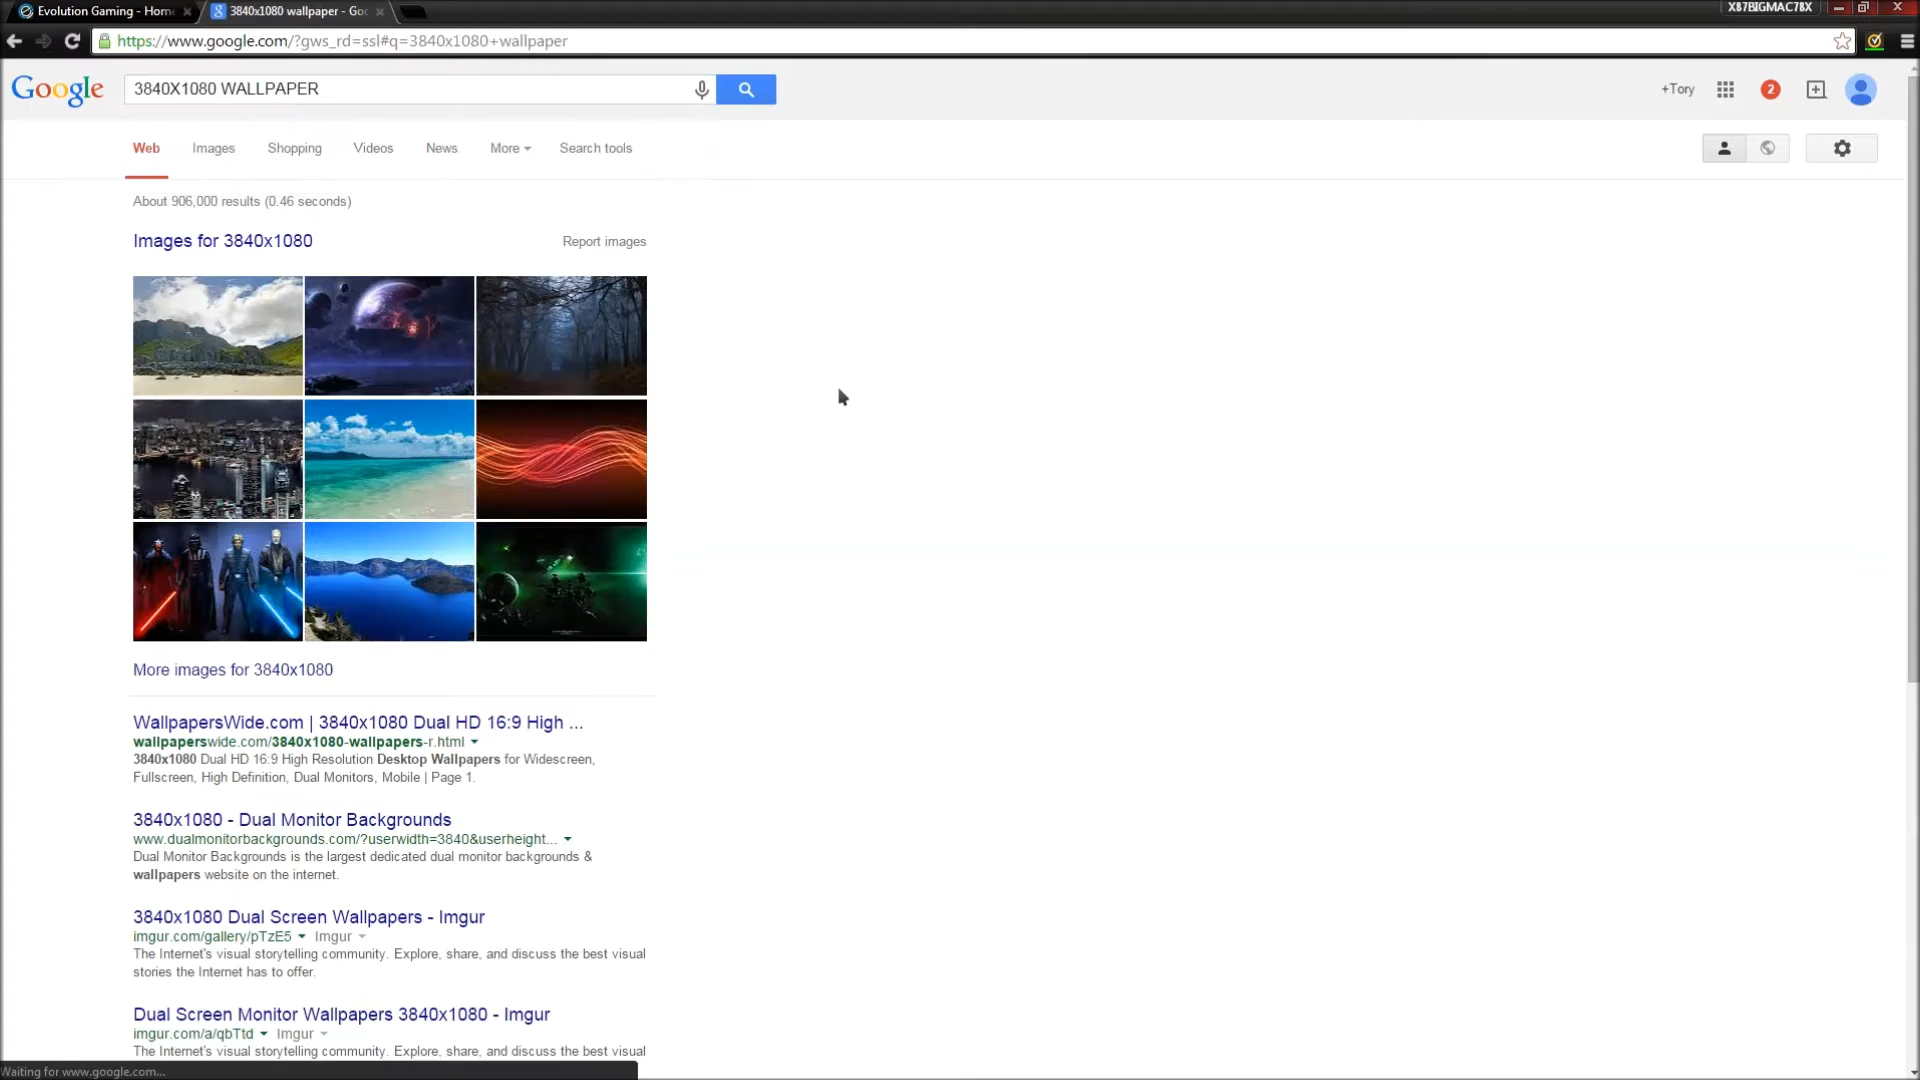 Evolution Gaming - Hom
3840x1080 wallpaper - Go
X87BIGMAC78X
https://www.google.com/?gws_rd=ssl#q=3840x1080+wallpaper
Google
3840X1080 WALLPAPER
+Tory
2
Web
Images
Shopping
Videos
News
More
Search tools
About 906,000 results (0.46 seconds)
Images for 3840x1080
Report images
More images for 3840x1080
WallpapersWide.com | 3840x1080 Dual HD 16:9 High ...
wallpaperswide.com/3840x1080-wallpapers-r.html
3840x1080 Dual HD 16:9 High Resolution Desktop Wallpapers for Widescreen,
Fullscreen, High Definition, Dual Monitors, Mobile | Page 1.
3840x1080 - Dual Monitor Backgrounds
www.dualmonitorbackgrounds.com/?userwidth=3840&userheight...
Dual Monitor Backgrounds is the largest dedicated dual monitor backgrounds &
wallpapers website on the internet.
3840x1080 Dual Screen Wallpapers - Imgur
imgur.com/gallery/pTzE5 Imgur
The Internet's visual storytelling community. Explore, share, and discuss the best visual
stories the Internet has to offer.
Dual Screen Monitor Wallpapers 3840x1080 - Imgur
imgur.com/a/qbTtd Imgur
The Internet's visual storytelling community. Explore, share, and discuss the best visual
Waiting for www.google.com...